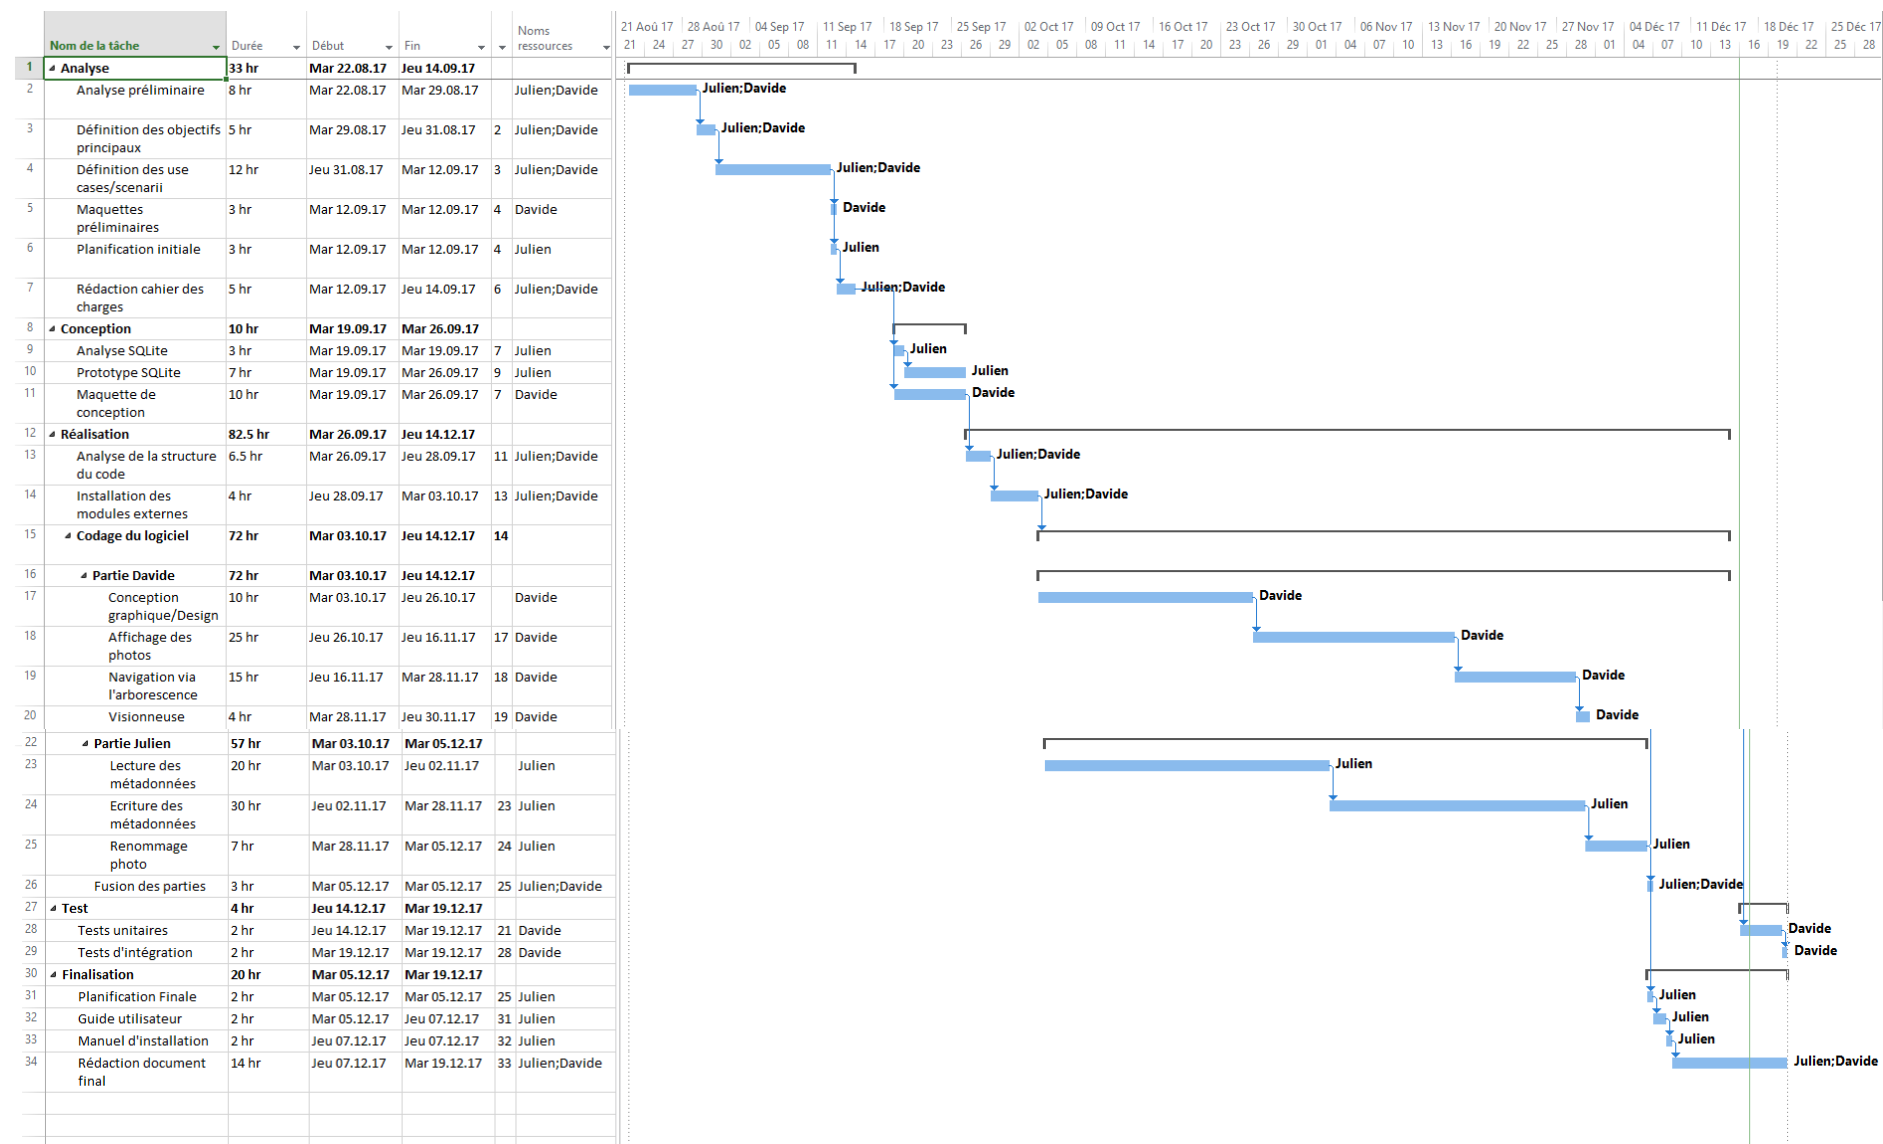 21 Aoû 17 28 Aoû 17 04 Sep 17 11 Sep 17 18 Sep 17 25 Sep 17 02 Oct 17 09 Oct 17 16 Oct 17 23 Oct 17 30 Oct 17 06 Nov 17 13 Nov 17 20 Nov 17 27 Nov 17 04 Déc 17 11 Déc 17 18 Déc 17 25 Déc 17
Nom de la tâche Durée Début Fin Noms ressources 21 24 27 30 02 05 08 11 14 17 20 23 26 29 02 05 08 11 14 17 20 23 26 29 01 04 07 10 13 16 19 22 25 28 01 04 07 10 13 16 19 22 25 28
1 Analyse 33 hr Mar 22.08.17 Jeu 14.09.17
2 Analyse préliminaire 8 hr Mar 22.08.17 Mar 29.08.17 Julien;Davide Julien;Davide
3 Définition des objectifs 5 hr Mar 29.08.17 Jeu 31.08.17 2 Julien;Davide Julien;Davide
principaux
4 Définition des use 12 hr Jeu 31.08.17 Mar 12.09.17 3 Julien;Davide Julien;Davide
cases/scenarii
5 Maquettes 3 hr Mar 12.09.17 Mar 12.09.17 4 Davide Davide
préliminaires
6 Planification initiale 3 hr Mar 12.09.17 Mar 12.09.17 4 Julien Julien
7 Rédaction cahier des 5 hr Mar 12.09.17 Jeu 14.09.17 6 Julien;Davide Julien;Davide
charges
8 Conception 10 hr Mar 19.09.17 Mar 26.09.17
9 Analyse SQLite 3 hr Mar 19.09.17 Mar 19.09.17 7 Julien Julien
10 Prototype SQLite 7 hr Mar 19.09.17 Mar 26.09.17 9 Julien Julien
11 Maquette de 10 hr Mar 19.09.17 Mar 26.09.17 7 Davide Davide
conception
12 Réalisation 82.5 hr Mar 26.09.17 Jeu 14.12.17
13 Analyse de la structure 6.5 hr Mar 26.09.17 Jeu 28.09.17 11 Julien;Davide Julien;Davide
du code
14 Installation des 4 hr Jeu 28.09.17 Mar 03.10.17 13 Julien;Davide Julien;Davide
modules externes
15 Codage du logiciel 72 hr Mar 03.10.17 Jeu 14.12.17 14
16 Partie Davide 72 hr Mar 03.10.17 Jeu 14.12.17
17 Conception 10 hr Mar 03.10.17 Jeu 26.10.17 Davide Davide
graphique/Design
18 Affichage des 25 hr Jeu 26.10.17 Jeu 16.11.17 17 Davide Davide
photos
19 Navigation via 15 hr Jeu 16.11.17 Mar 28.11.17 18 Davide Davide
l'arborescence
20 Visionneuse 4 hr Mar 28.11.17 Jeu 30.11.17 19 Davide Davide
22 Partie Julien 57 hr Mar 03.10.17 Mar 05.12.17
23 Lecture des 20 hr Mar 03.10.17 Jeu 02.11.17 Julien Julien
métadonnées
24 Ecriture des 30 hr Jeu 02.11.17 Mar 28.11.17 23 Julien Julien
métadonnées
25 Renommage 7 hr Mar 28.11.17 Mar 05.12.17 24 Julien Julien
photo
26 Fusion des parties 3 hr Mar 05.12.17 Mar 05.12.17 25 Julien;Davide Julien;Davide
27 Test 4 hr Jeu 14.12.17 Mar 19.12.17
28 Tests unitaires 2 hr Jeu 14.12.17 Mar 19.12.17 21 Davide Davide
29 Tests d'intégration 2 hr Mar 19.12.17 Mar 19.12.17 28 Davide Davide
30 Finalisation 20 hr Mar 05.12.17 Mar 19.12.17
31 Planification Finale 2 hr Mar 05.12.17 Mar 05.12.17 25 Julien Julien
32 Guide utilisateur 2 hr Mar 05.12.17 Jeu 07.12.17 31 Julien Julien
33 Manuel d'installation 2 hr Jeu 07.12.17 Jeu 07.12.17 32 Julien Julien
34 Rédaction document 14 hr Jeu 07.12.17 Mar 19.12.17 33 Julien;Davide Julien;Davide
final